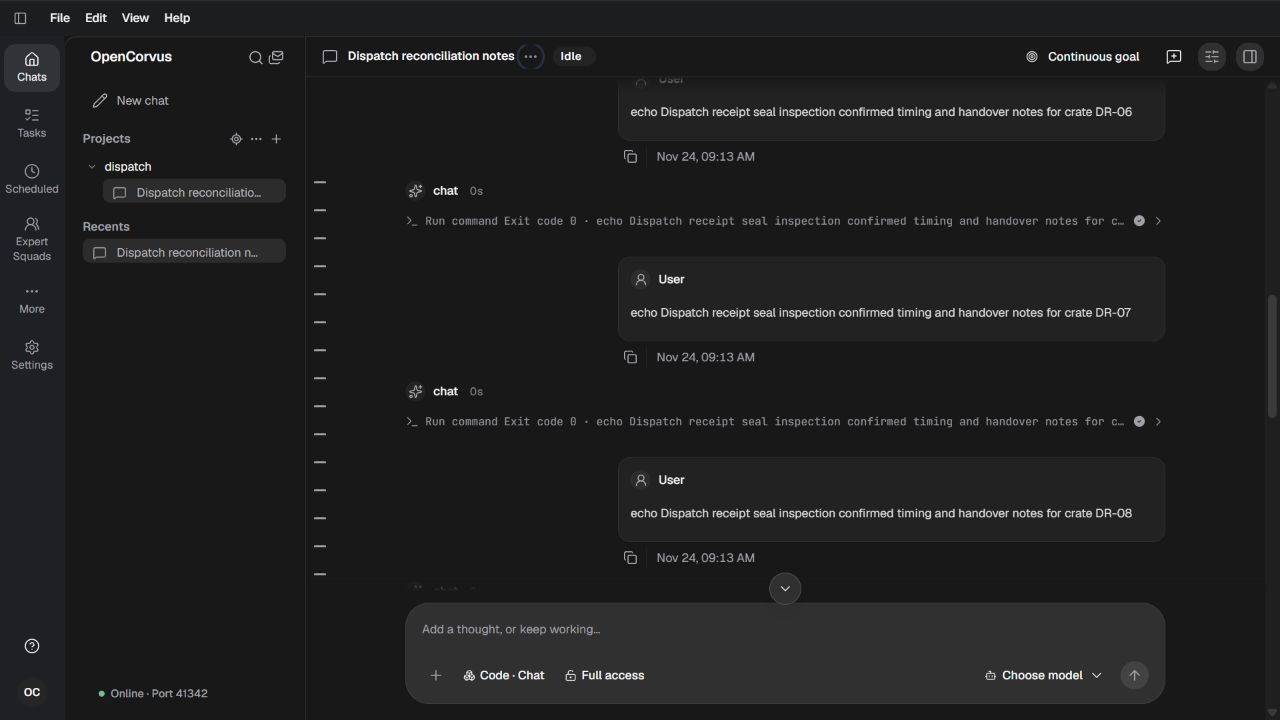 File Edit View Help
OpenCorvus
Chats
Tasks
Scheduled
Expert
Squads
More
Settings
OC
New chat
Projects
dispatch
Dispatch reconciliatio...
Recents
Dispatch reconciliation n...
Online · Port 41342
Dispatch reconciliation notes
Idle
Continuous goal
User
echo Dispatch receipt seal inspection confirmed timing and handover notes for crate DR-06
Nov 24, 09:13 AM
chat 0s
>_ Run command Exit code 0 · echo Dispatch receipt seal inspection confirmed timing and handover notes for c…
User
echo Dispatch receipt seal inspection confirmed timing and handover notes for crate DR-07
Nov 24, 09:13 AM
chat 0s
>_ Run command Exit code 0 · echo Dispatch receipt seal inspection confirmed timing and handover notes for c…
User
echo Dispatch receipt seal inspection confirmed timing and handover notes for crate DR-08
Nov 24, 09:13 AM
Add a thought, or keep working...
Code · Chat
Full access
Choose model